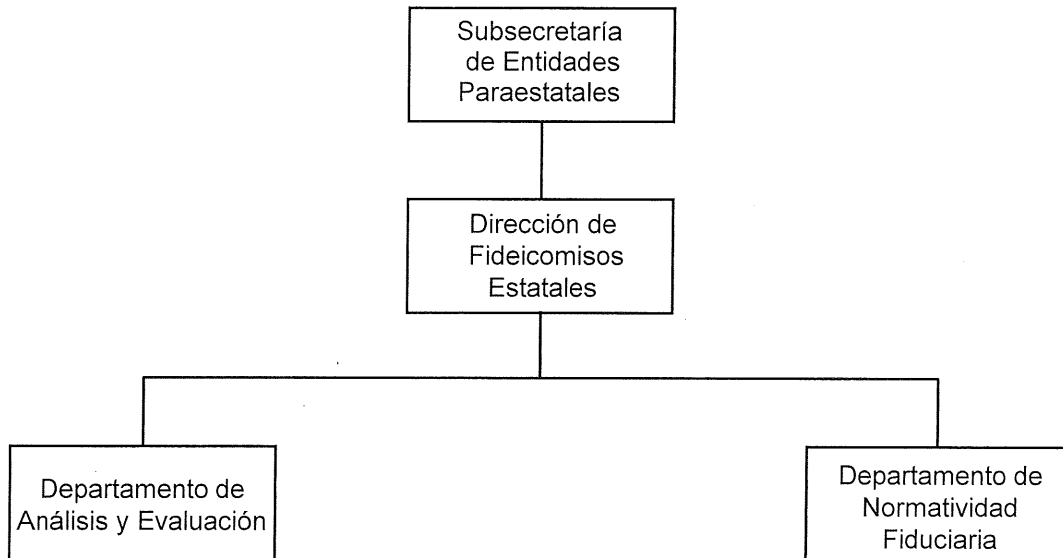 Subsecretaría
de Entidades
Paraestatales
Dirección de
Fideicomisos
Estatales
Departamento de
Análisis y Evaluación
Departamento de
Normatividad
Fiduciaria